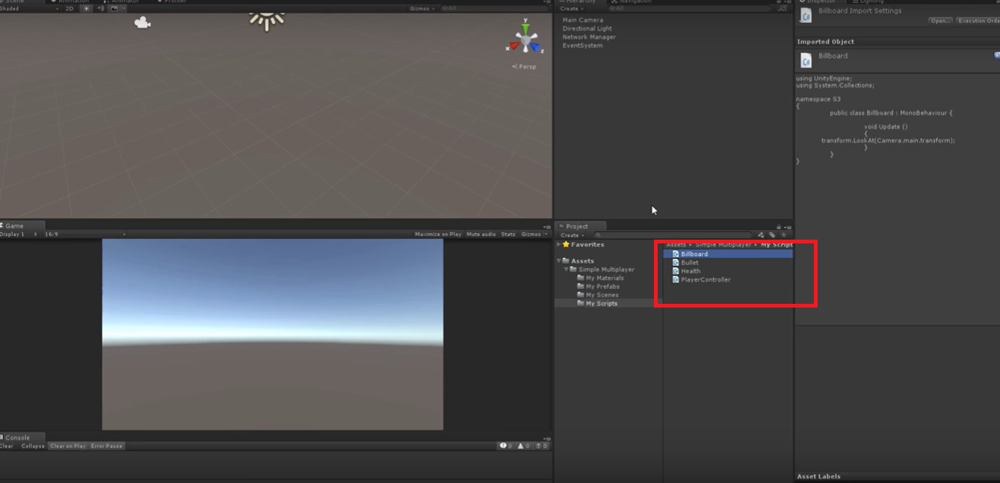 Scene Animation Animator Profiler
Shaded 2D Gizmos All
y
x z
Persp
Hierarchy Navigation
Create All
Main Camera
Directional Light
Network Manager
EventSystem
Inspector Lighting
Billboard Import Settings
Open... Execution Orde
Imported Object
Billboard
using UnityEngine;
using System.Collections;
namespace S3
{
public class Billboard : MonoBehaviour {
void Update ()
{
transform.LookAt(Camera.main.transform);
}
}
}
Game
Display 1 16:9 Maximize on Play Mute audio Stats Gizmos
Project
Create
Favorites
Assets
Simple Multiplayer
My Materials
My Prefabs
My Scenes
My Scripts
Assets Simple Multiplayer My Script
Billboard
Bullet
Health
PlayerController
Console
Clear Collapse Clear on Play Error Pause 0 0 0
Asset Labels